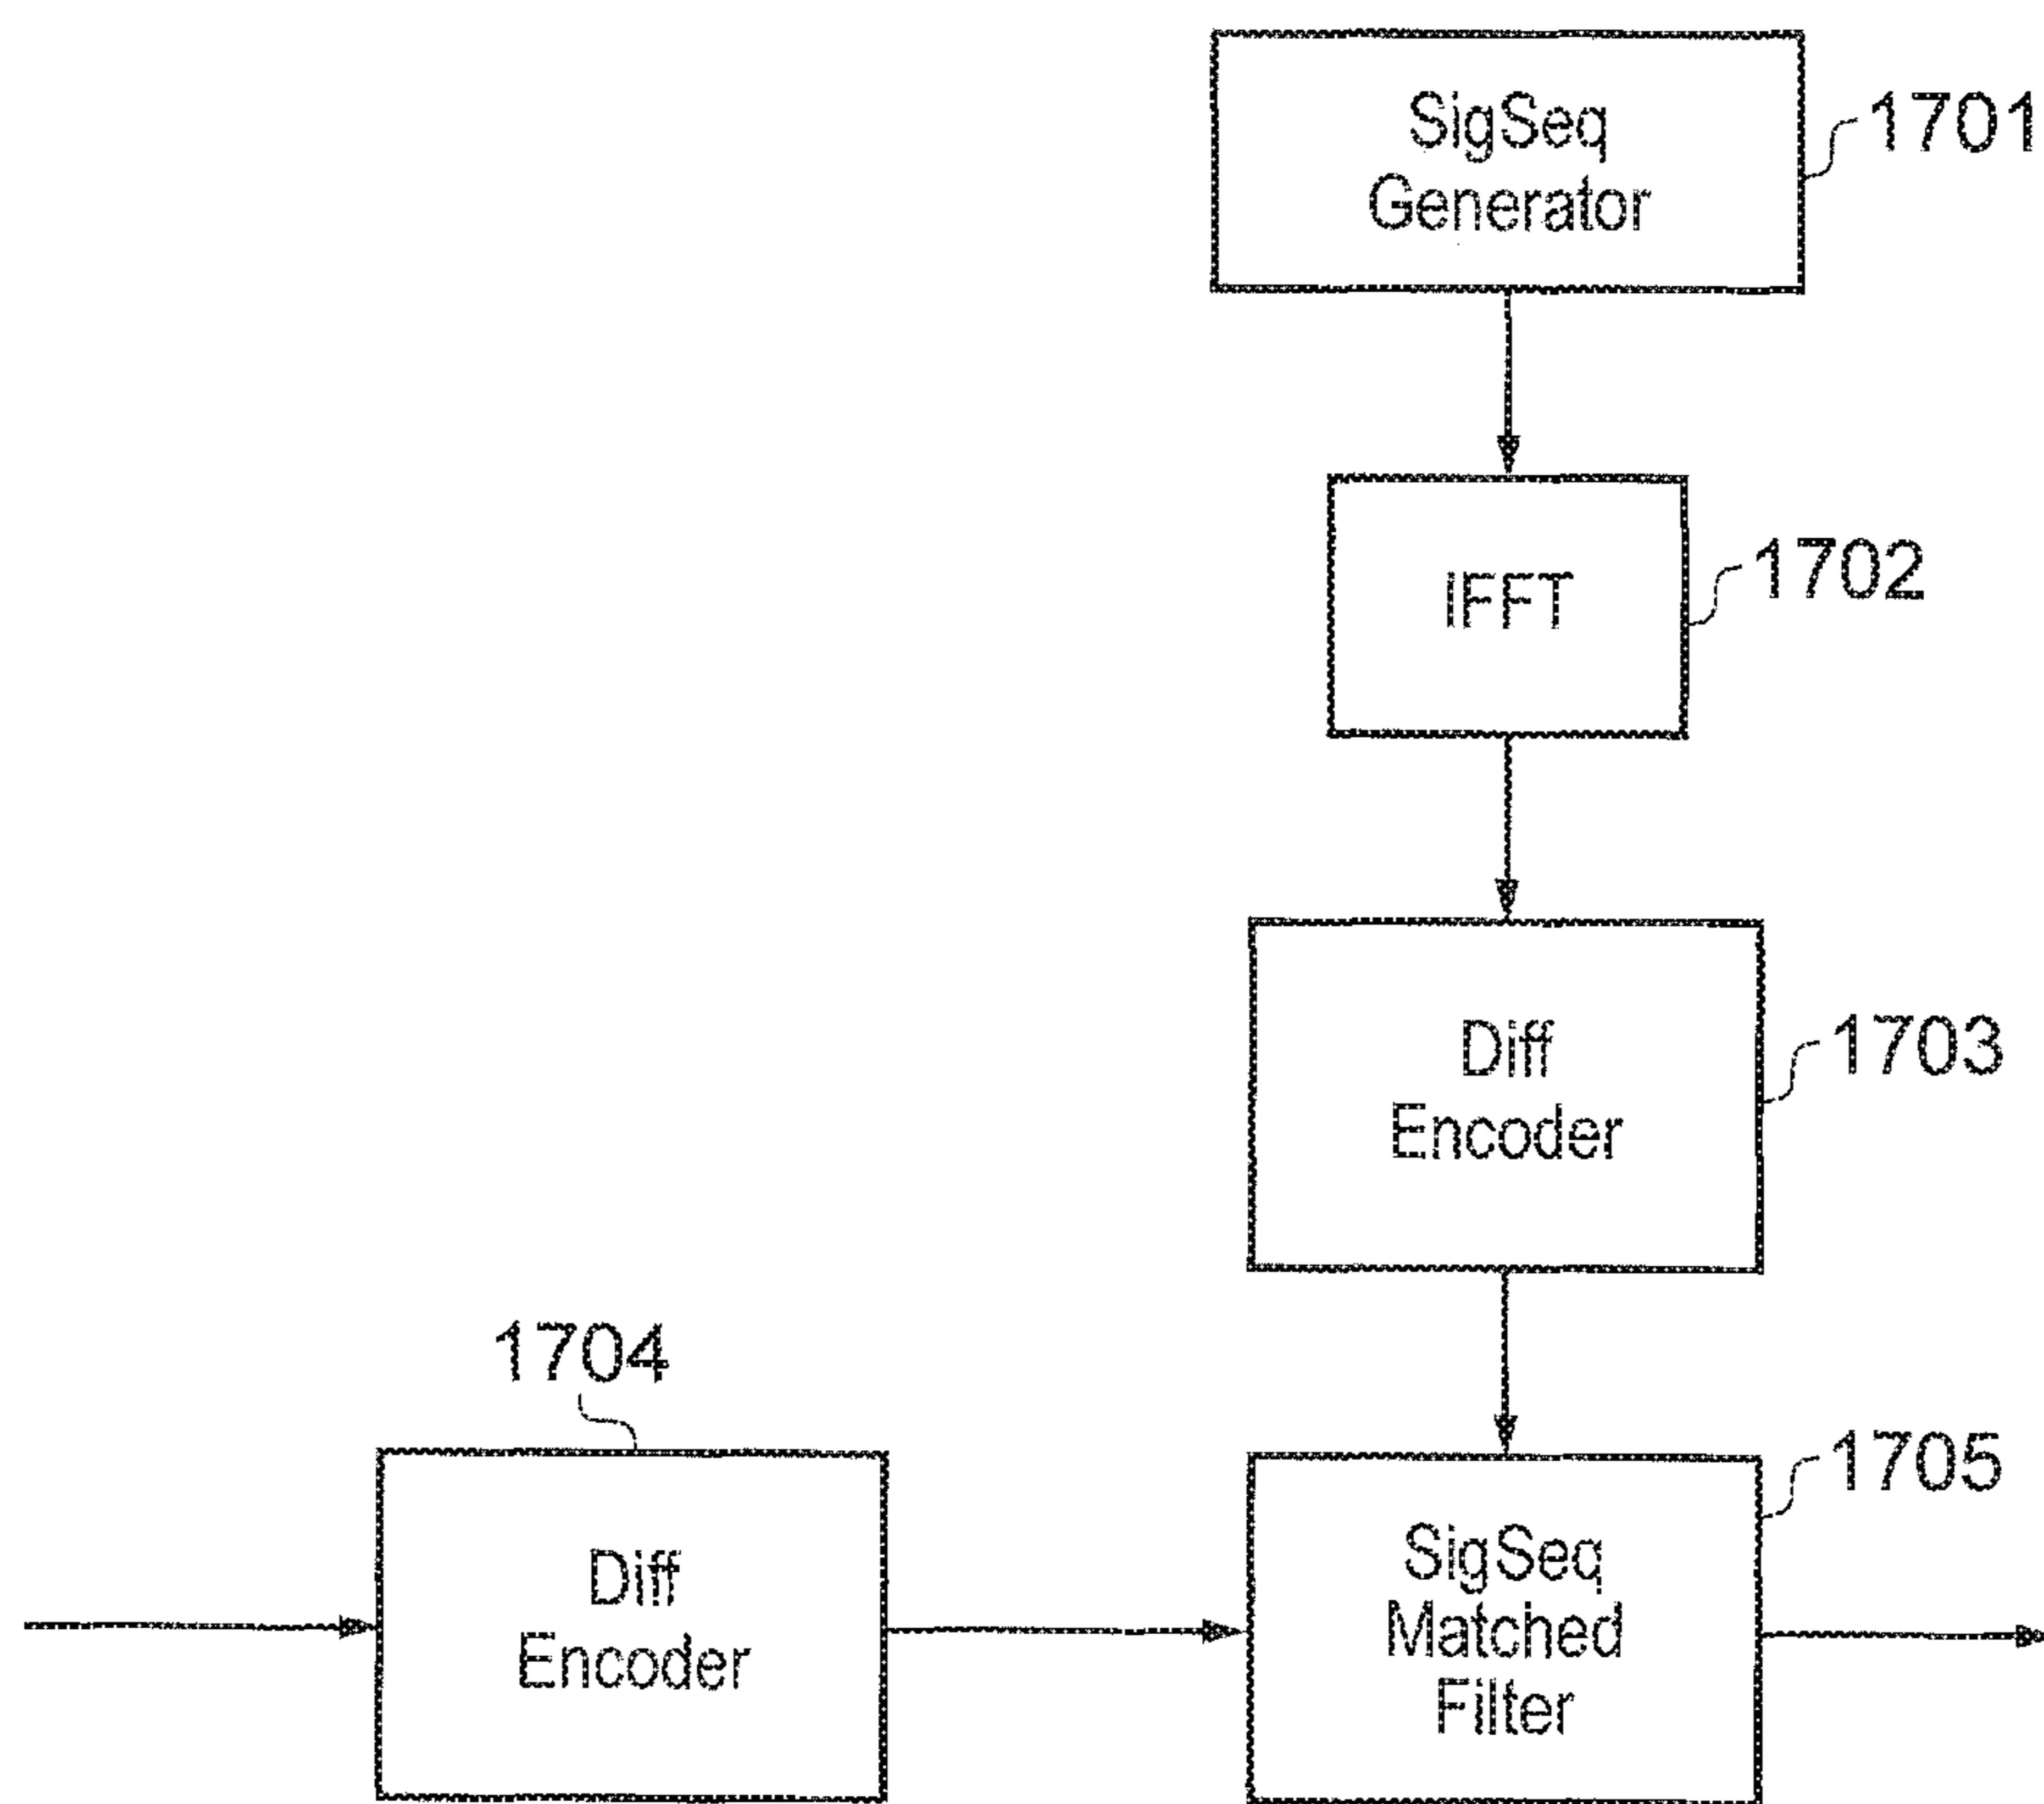 SigSeq
Generator
1701
IFFT
1702
Diff
Encoder
1703
1704
Diff
Encoder
SigSeq
Matched
Filter
1705